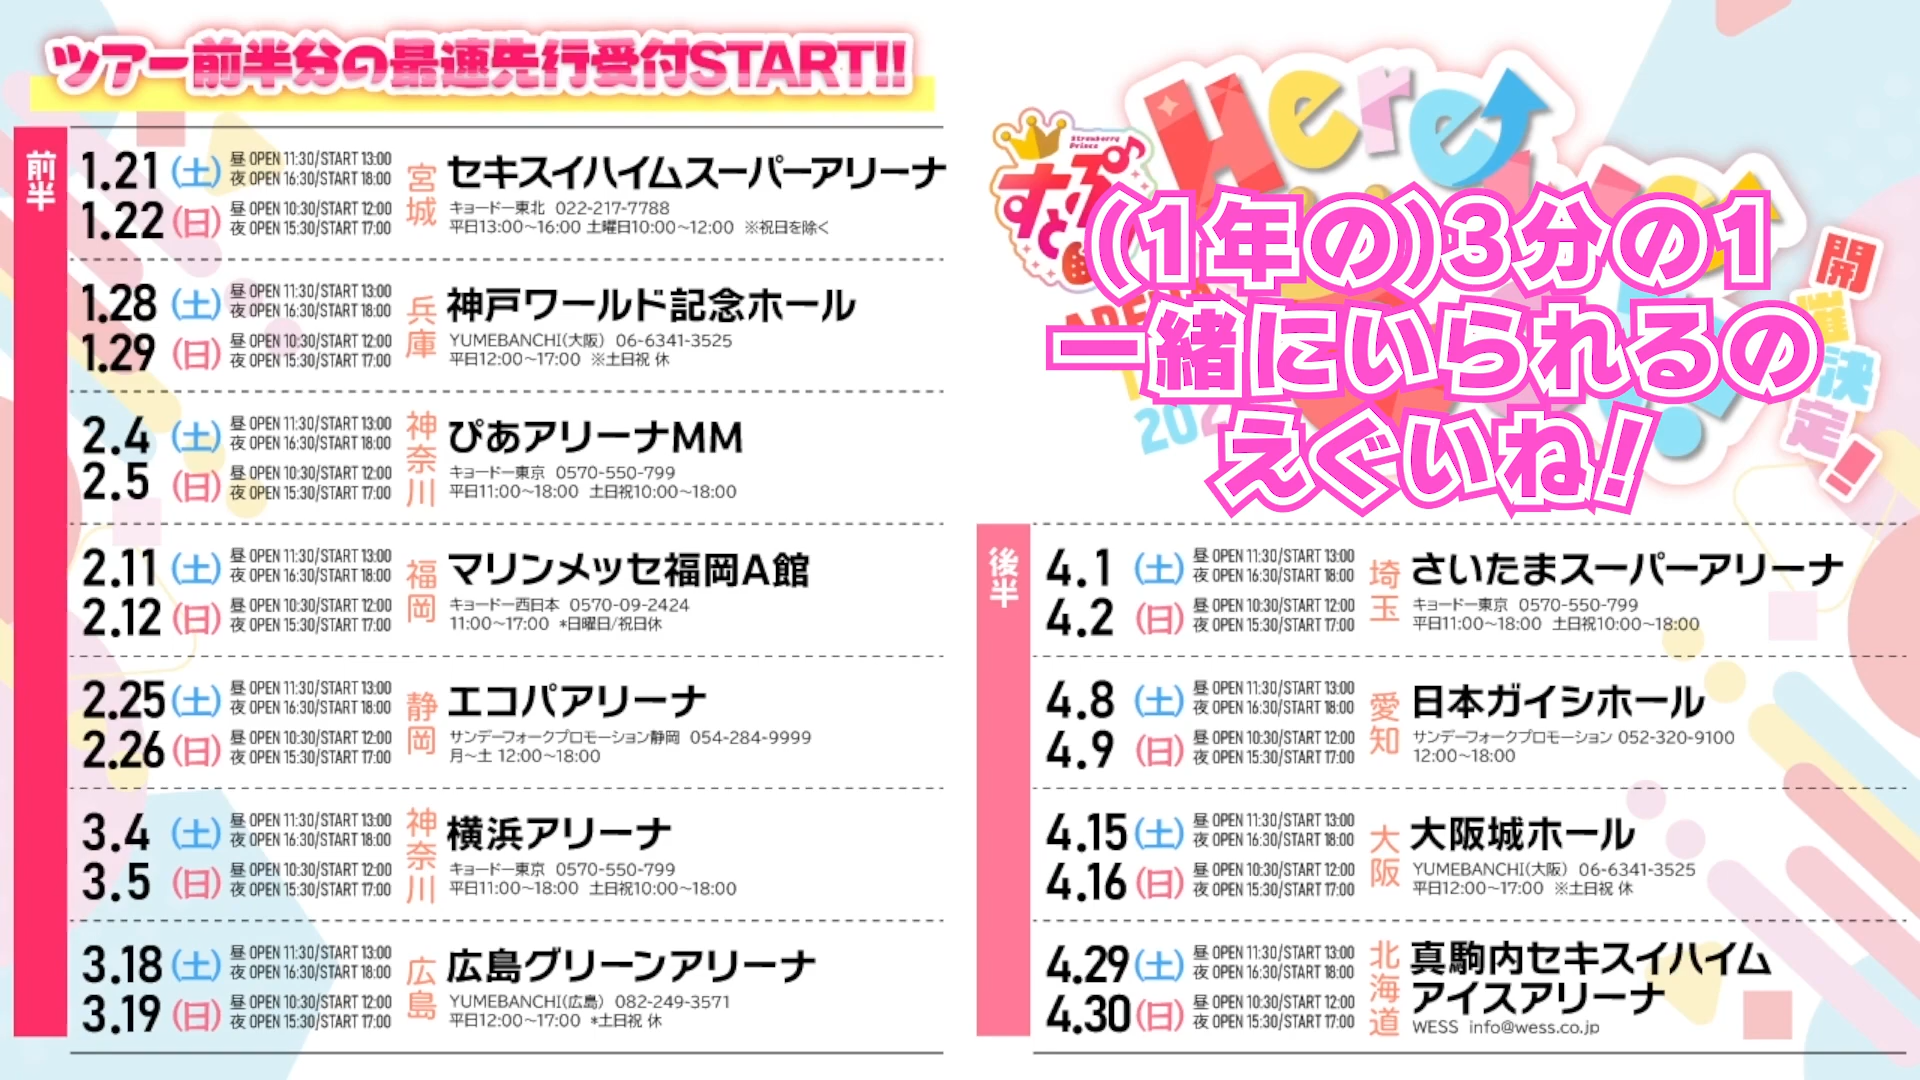 ツアー前半分の最速先行受付START!!
前半
1.21(土) 昼 OPEN 11:30/START 13:00
夜 OPEN 16:30/START 18:00
1.22(日) 昼 OPEN 10:30/START 12:00
夜 OPEN 15:30/START 17:00
宮城
セキスイハイムスーパーアリーナ
キョードー東北 022-217-7788
平日13:00~16:00 土曜日10:00~12:00 ※祝日を除く
1.28(土) 昼 OPEN 11:30/START 13:00
夜 OPEN 16:30/START 18:00
1.29(日) 昼 OPEN 10:30/START 12:00
夜 OPEN 15:30/START 17:00
兵庫
神戸ワールド記念ホール
YUMEBANCHI(大阪) 06-6341-3525
平日12:00~17:00 ※土日祝 休
2.4(土) 昼 OPEN 11:30/START 13:00
夜 OPEN 16:30/START 18:00
2.5(日) 昼 OPEN 10:30/START 12:00
夜 OPEN 15:30/START 17:00
神奈川
ぴあアリーナMM
キョードー東京 0570-550-799
平日11:00~18:00 土日祝10:00~18:00
2.11(土) 昼 OPEN 11:30/START 13:00
夜 OPEN 16:30/START 18:00
2.12(日) 昼 OPEN 10:30/START 12:00
夜 OPEN 15:30/START 17:00
福岡
マリンメッセ福岡A館
キョードー西日本 0570-09-2424
11:00~17:00 *日曜日/祝日休
2.25(土) 昼 OPEN 11:30/START 13:00
夜 OPEN 16:30/START 18:00
2.26(日) 昼 OPEN 10:30/START 12:00
夜 OPEN 15:30/START 17:00
静岡
エコパアリーナ
サンデーフォークプロモーション静岡 054-284-9999
月~土 12:00~18:00
3.4(土) 昼 OPEN 11:30/START 13:00
夜 OPEN 16:30/START 18:00
3.5(日) 昼 OPEN 10:30/START 12:00
夜 OPEN 15:30/START 17:00
神奈川
横浜アリーナ
キョードー東京 0570-550-799
平日11:00~18:00 土日祝10:00~18:00
3.18(土) 昼 OPEN 11:30/START 13:00
夜 OPEN 16:30/START 18:00
3.19(日) 昼 OPEN 10:30/START 12:00
夜 OPEN 15:30/START 17:00
広島
広島グリーンアリーナ
YUMEBANCHI(広島) 082-249-3571
平日12:00~17:00 *土日祝 休
Strawberry
Prince
すとぷり
Here
開催決定!
(1年の)3分の1
一緒にいられるの
えぐいね!
後半
4.1(土) 昼 OPEN 11:30/START 13:00
夜 OPEN 16:30/START 18:00
4.2(日) 昼 OPEN 10:30/START 12:00
夜 OPEN 15:30/START 17:00
埼玉
さいたまスーパーアリーナ
キョードー東京 0570-550-799
平日11:00~18:00 土日祝10:00~18:00
4.8(土) 昼 OPEN 11:30/START 13:00
夜 OPEN 16:30/START 18:00
4.9(日) 昼 OPEN 10:30/START 12:00
夜 OPEN 15:30/START 17:00
愛知
日本ガイシホール
サンデーフォークプロモーション 052-320-9100
12:00~18:00
4.15(土) 昼 OPEN 11:30/START 13:00
夜 OPEN 16:30/START 18:00
4.16(日) 昼 OPEN 10:30/START 12:00
夜 OPEN 15:30/START 17:00
大阪
大阪城ホール
YUMEBANCHI(大阪) 06-6341-3525
平日12:00~17:00 ※土日祝 休
4.29(土) 昼 OPEN 11:30/START 13:00
夜 OPEN 16:30/START 18:00
4.30(日) 昼 OPEN 10:30/START 12:00
夜 OPEN 15:30/START 17:00
北海道
真駒内セキスイハイム
アイスアリーナ
WESS info@wess.co.jp